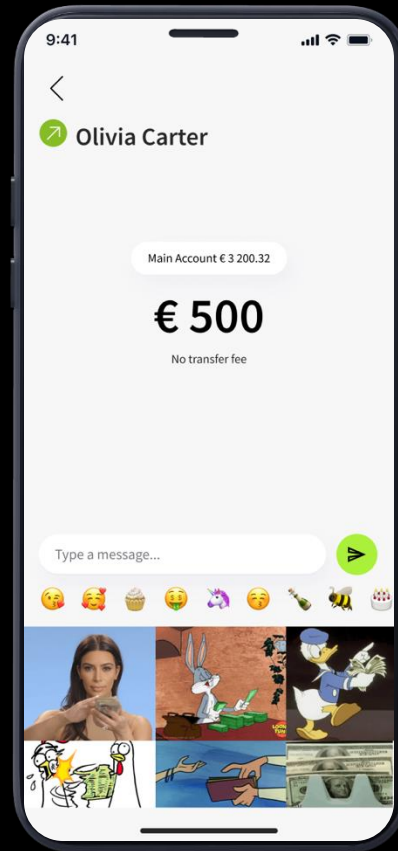 9:41
Olivia Carter
Main Account € 3 200.32
€ 500
No transfer fee
Type a message...